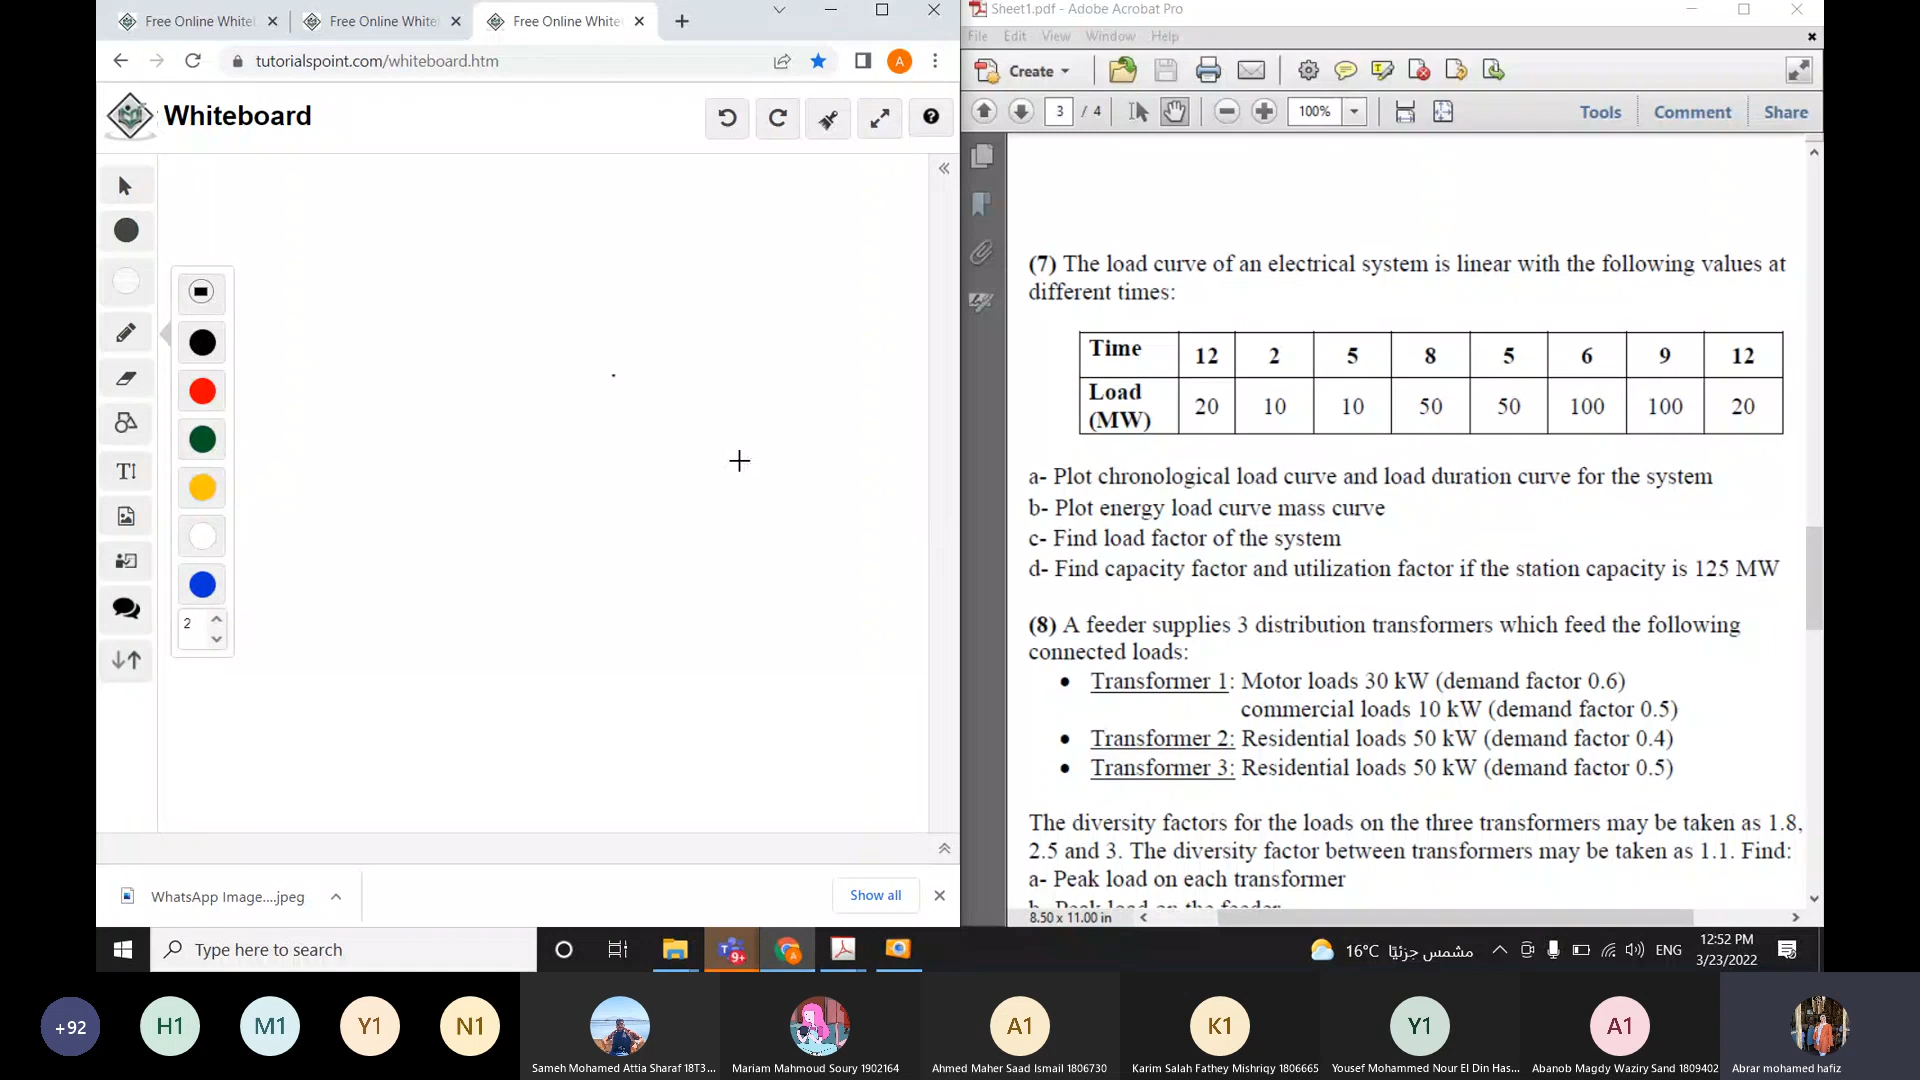 Free Online White
Free Online White
Free Online White
tutorialspoint.com/whiteboard.htm
A
Whiteboard
2
WhatsApp Image....jpeg
Show all
Sheet1.pdf - Adobe Acrobat Pro
File Edit View Window Help
Create
3 / 4
100%
Tools Comment Share
(7) The load curve of an electrical system is linear with the following values at
different times:
Time 12 2 5 8 5 6 9 12
Load
(MW) 20 10 10 50 50 100 100 20
a- Plot chronological load curve and load duration curve for the system
b- Plot energy load curve mass curve
c- Find load factor of the system
d- Find capacity factor and utilization factor if the station capacity is 125 MW
(8) A feeder supplies 3 distribution transformers which feed the following
connected loads:
• Transformer 1: Motor loads 30 kW (demand factor 0.6)
commercial loads 10 kW (demand factor 0.5)
• Transformer 2: Residential loads 50 kW (demand factor 0.4)
• Transformer 3: Residential loads 50 kW (demand factor 0.5)
The diversity factors for the loads on the three transformers may be taken as 1.8,
2.5 and 3. The diversity factor between transformers may be taken as 1.1. Find:
a- Peak load on each transformer
b- Peak load on the feeder
8.50 x 11.00 in
Type here to search
9+
16°C مشمس جزئيًا
ENG
12:52 PM
3/23/2022
+92
H1
M1
Y1
N1
A1
K1
Y1
A1
Sameh Mohamed Attia Sharaf 18T3...
Mariam Mahmoud Soury 1902164
Ahmed Maher Saad Ismail 1806730
Karim Salah Fathey Mishriqy 1806665
Yousef Mohammed Nour El Din Has...
Abanob Magdy Waziry Sand 1809402
Abrar mohamed hafiz